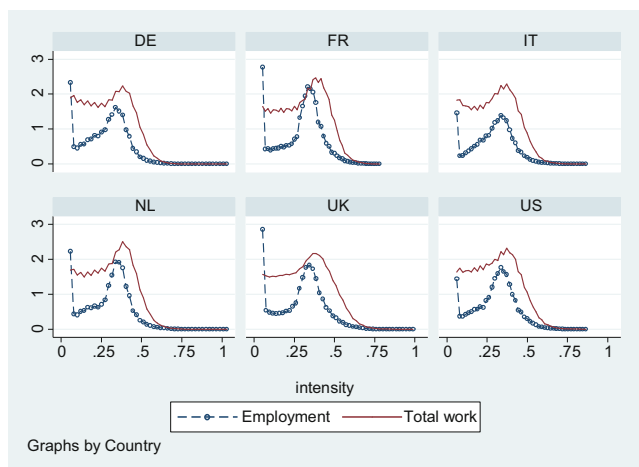 DE FR IT
3
2
1
0
NL UK US
3
2
1
0
0 .25 .5 .75 1 0 .25 .5 .75 1 0 .25 .5 .75 1
intensity
Employment Total work
Graphs by Country